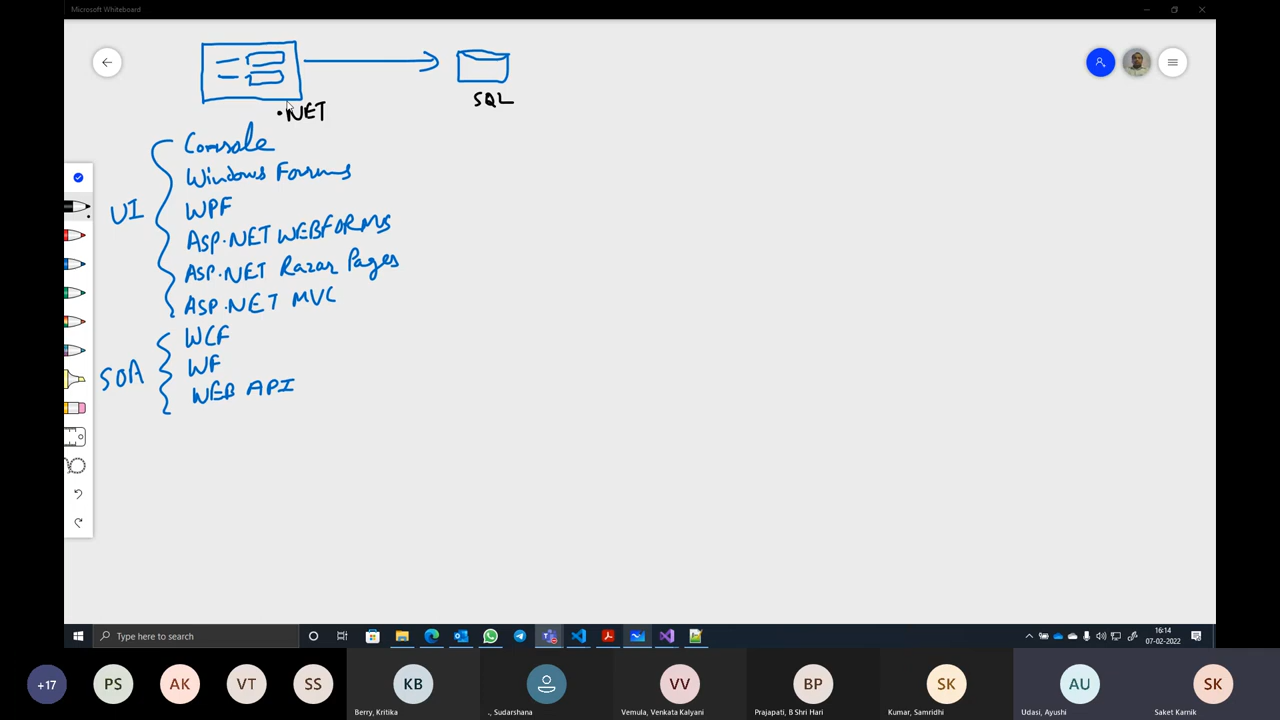 Microsoft Whiteboard
.NET
SQL
Console
Windows Forms
WPF
UI
ASP.NET WEBFORMS
ASP.NET Razar Pages
ASP.NET MVC
WCF
SOA
WF
WEB API
Type here to search
16:14
07-02-2022
+17
PS
AK
VT
SS
KB
VV
BP
SK
AU
SK
Berry, Kritika
., Sudarshana
Vemula, Venkata Kalyani
Prajapati, B Shri Hari
Kumar, Samridhi
Udasi, Ayushi
Saket Karnik